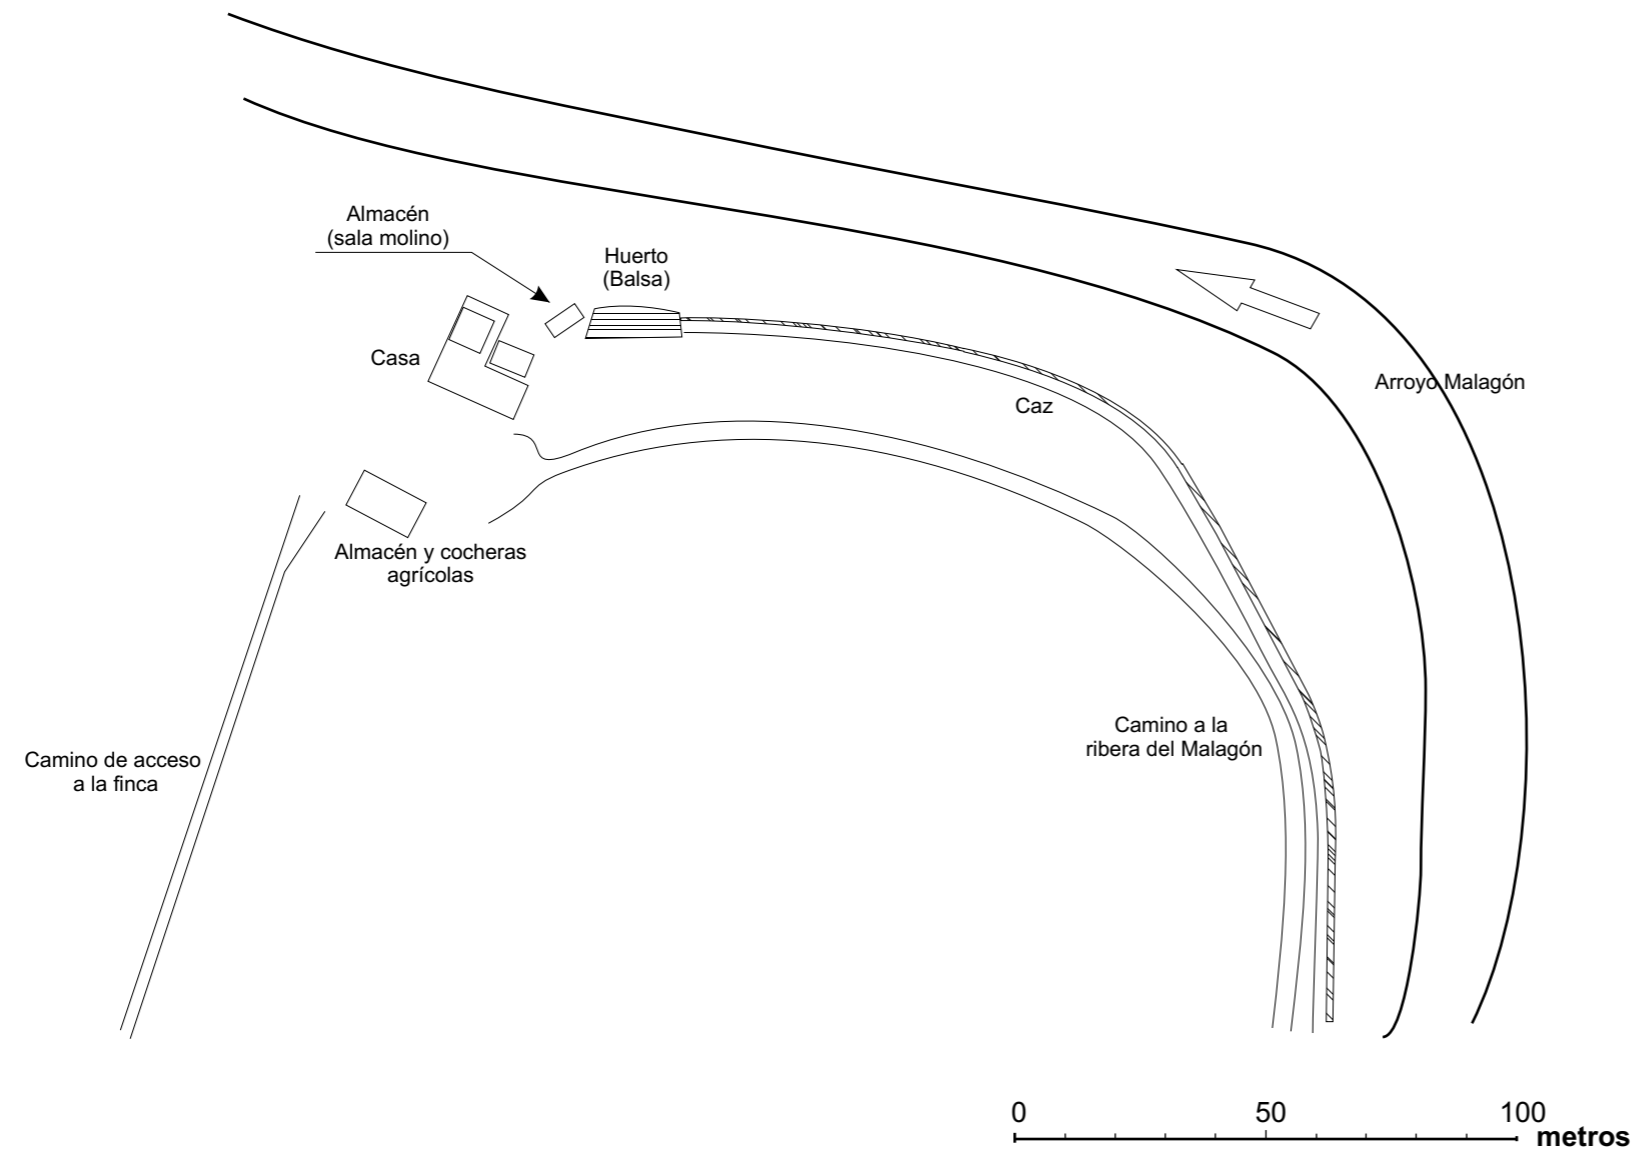 Almacén
(sala molino)
Huerto
(Balsa)
Casa
Arroyo Malagón
Caz
Almacén y cocheras
agrícolas
Camino a la
ribera del Malagón
Camino de acceso
a la finca
0 50 100
metros